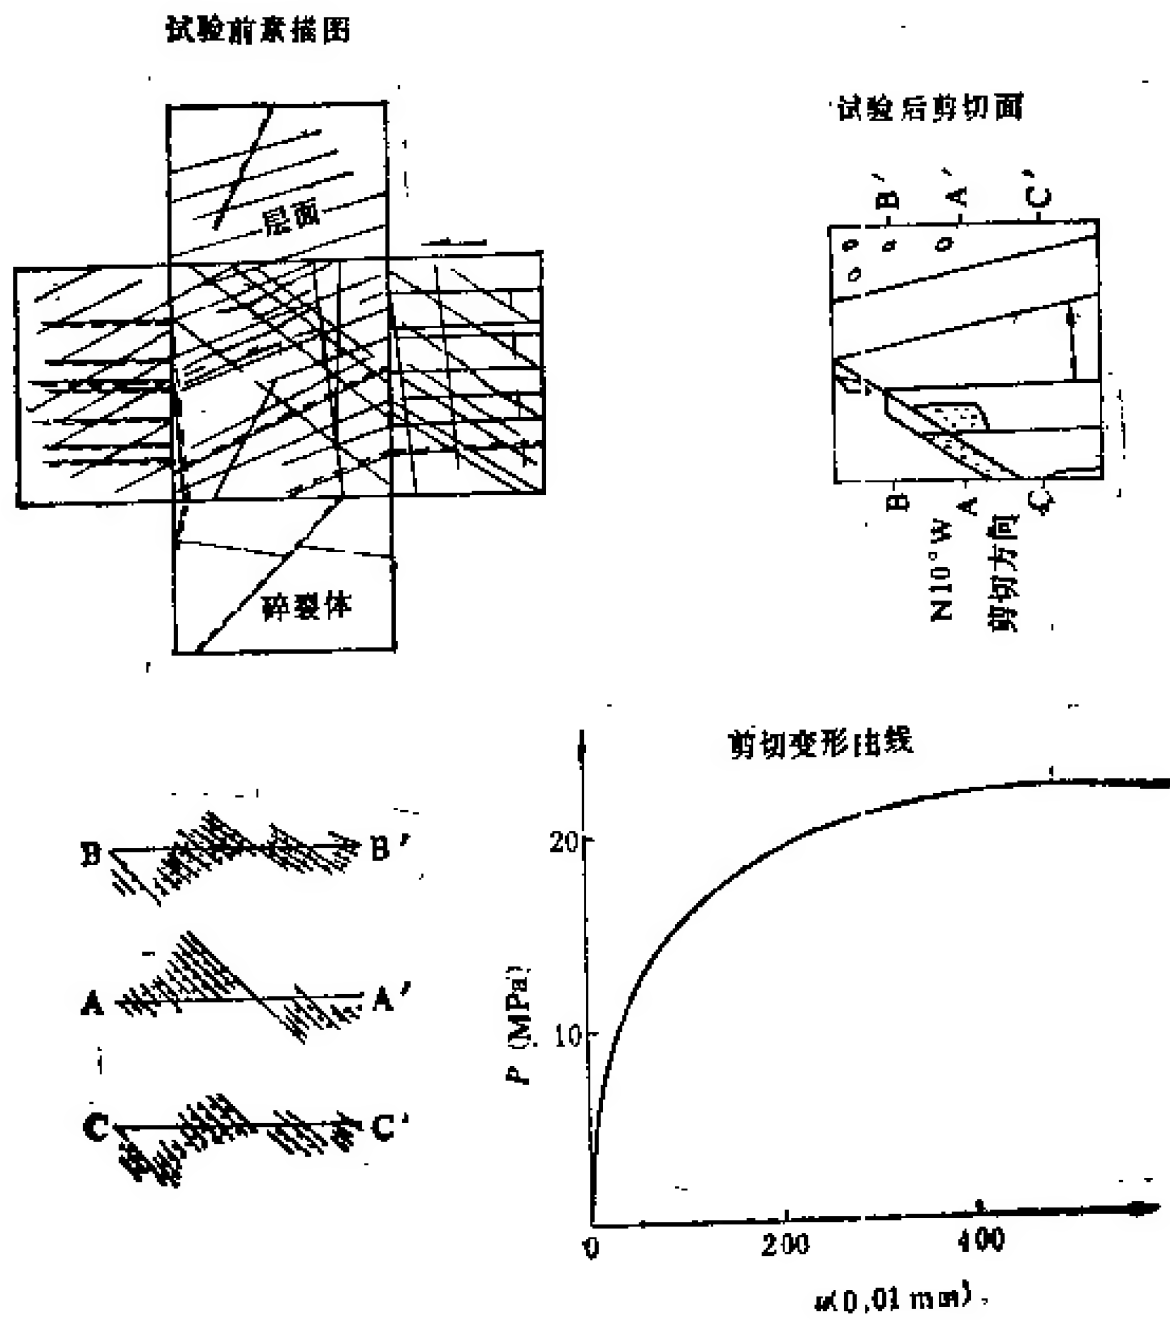 试验前素描图
层面
碎裂体
试验后剪切面
B' A' C'
B A C
N10°W
剪切方向
B B'
A A'
C C'
剪切变形曲线
P (MPa)
20
10
0 200 400
u(0.01 mm)